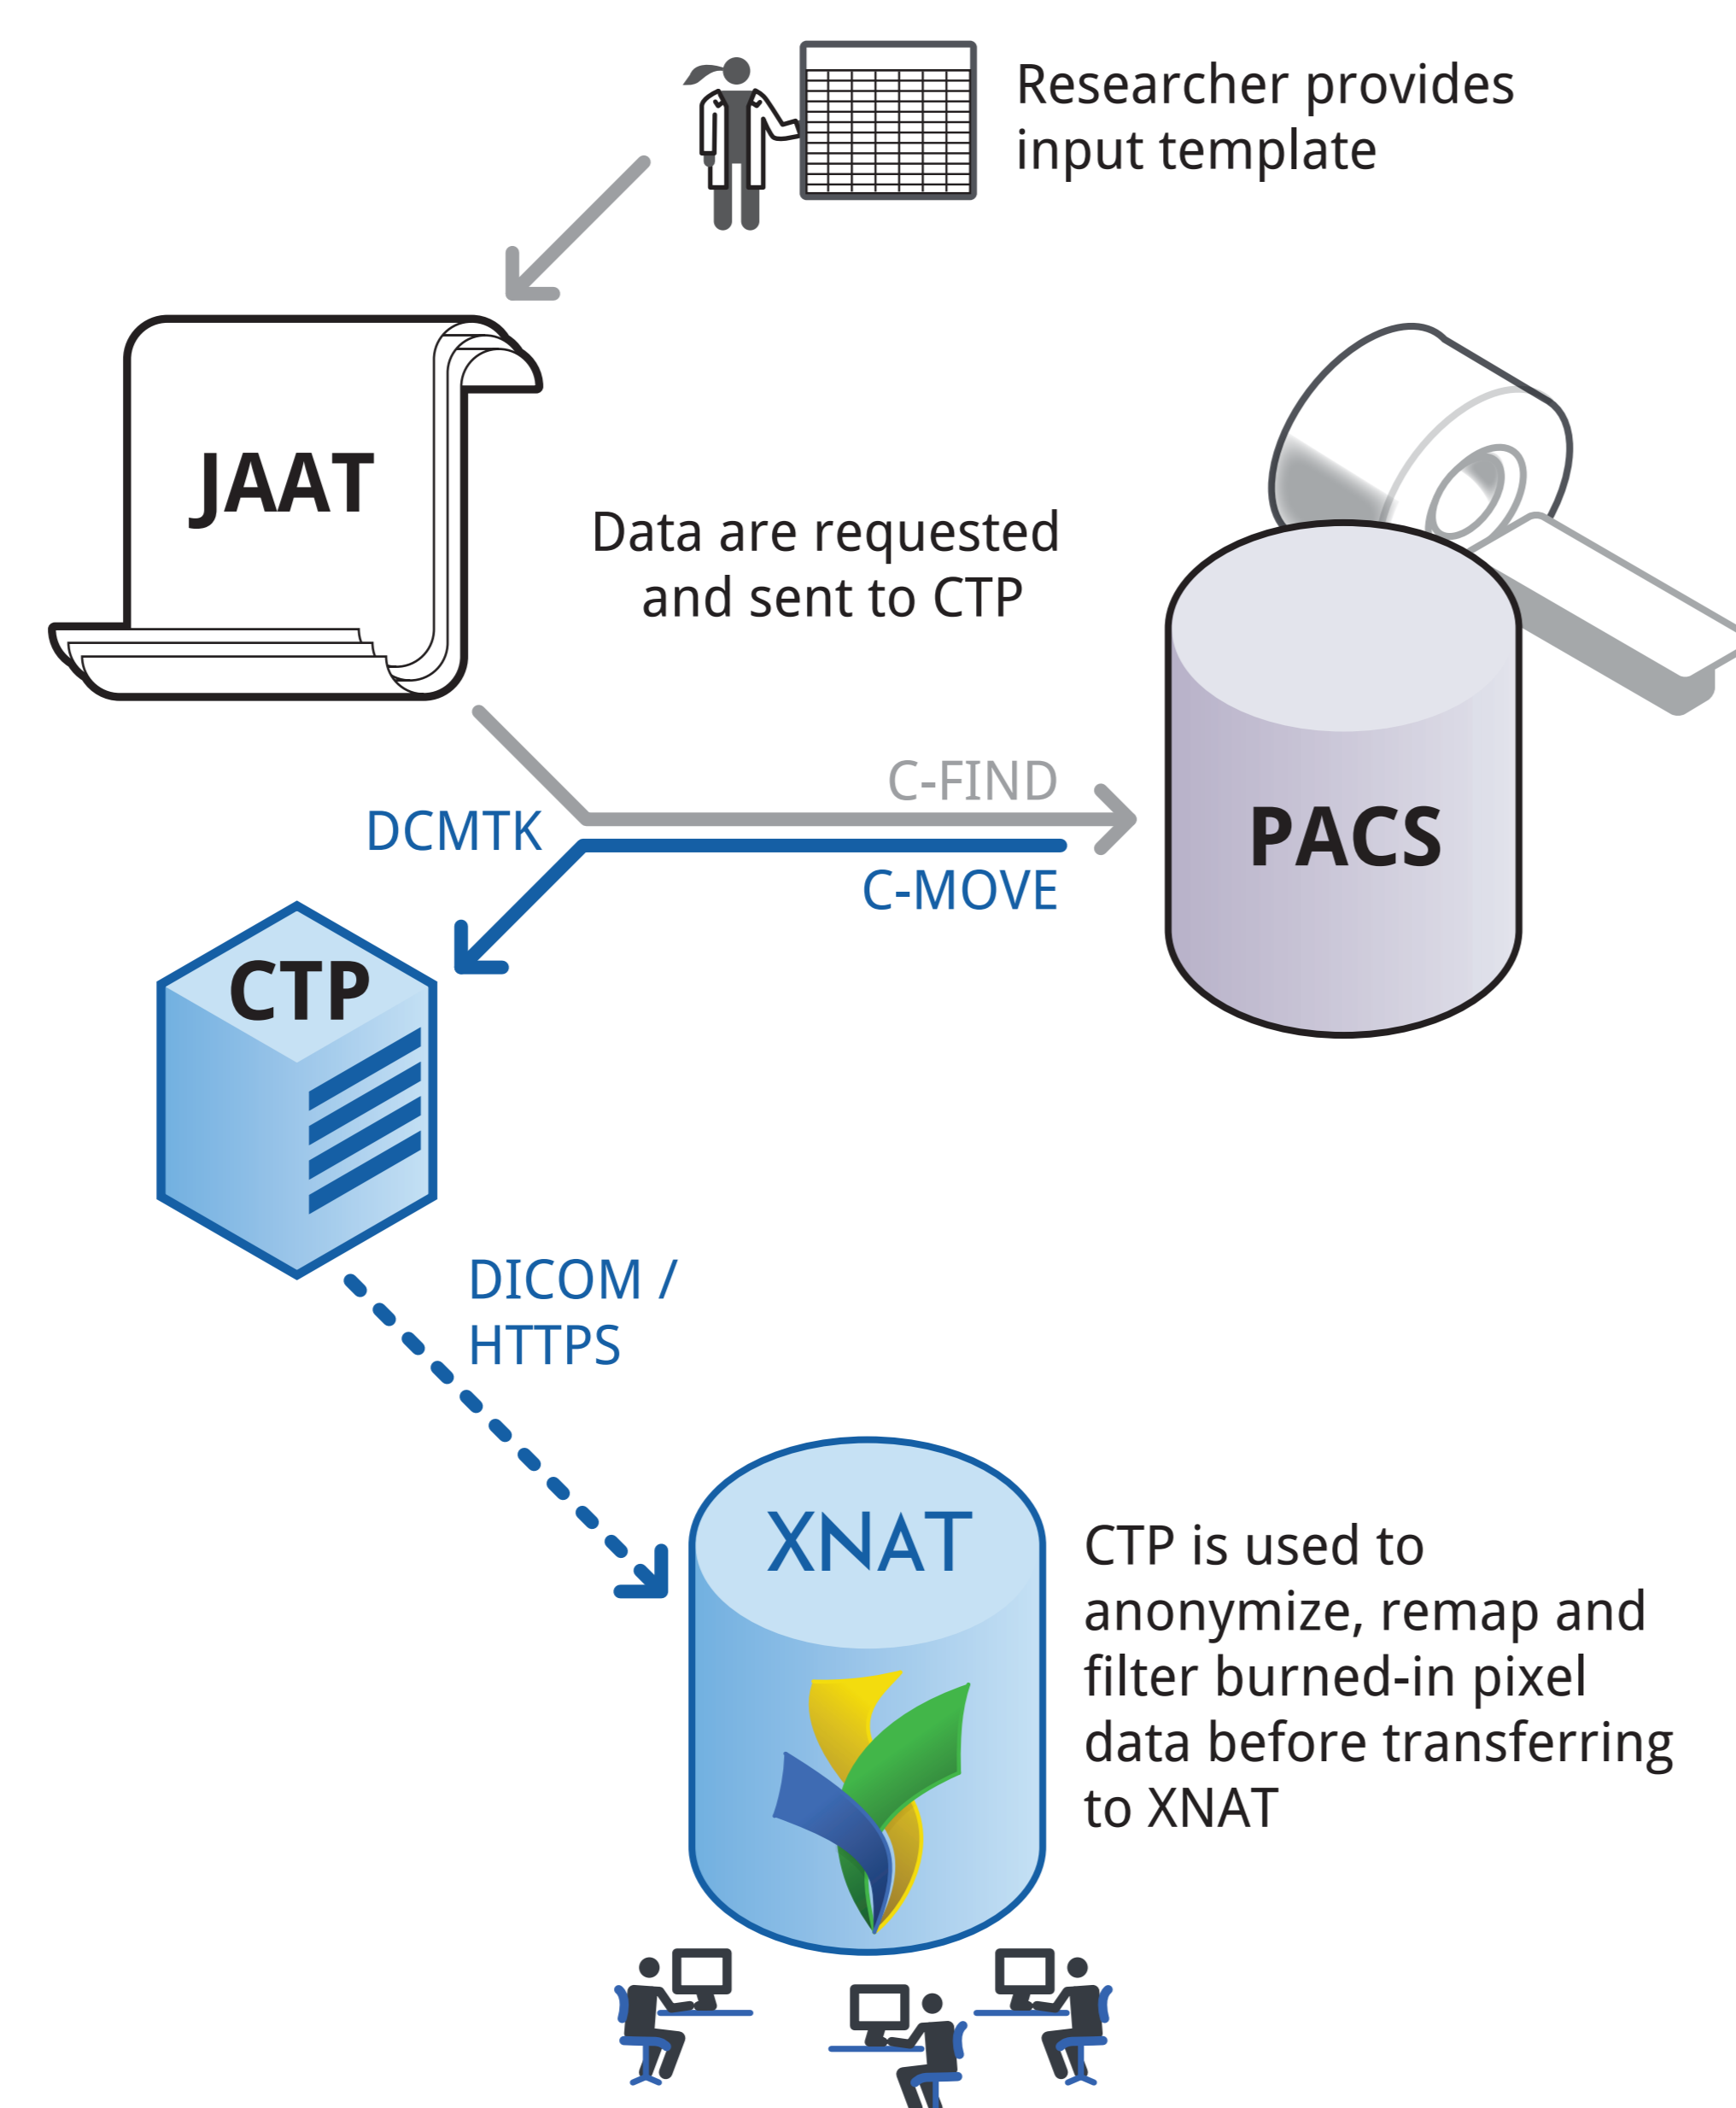 Researcher provides
input template
JAAT
Data are requested
and sent to CTP
C-FIND
DCMTK
C-MOVE
PACS
CTP
DICOM /
HTTPS
XNAT
CTP is used to
anonymize, remap and
filter burned-in pixel
data before transferring
to XNAT